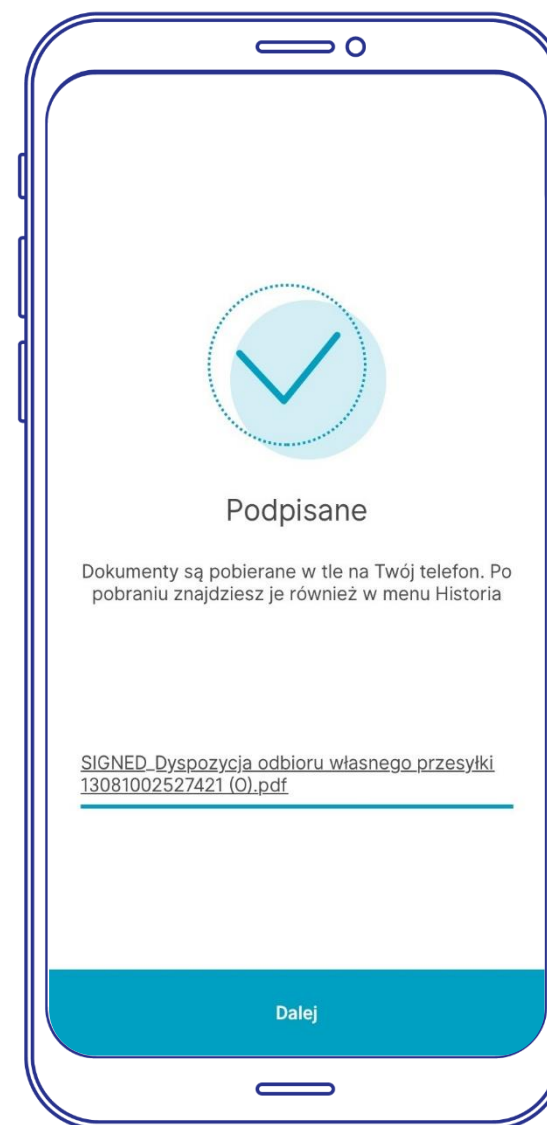 Podpisane
Dokumenty są pobierane w tle na Twój telefon. Po
pobraniu znajdziesz je również w menu Historia
SIGNED_Dyspozycja odbioru własnego przesyłki
13081002527421 (O).pdf
Dalej